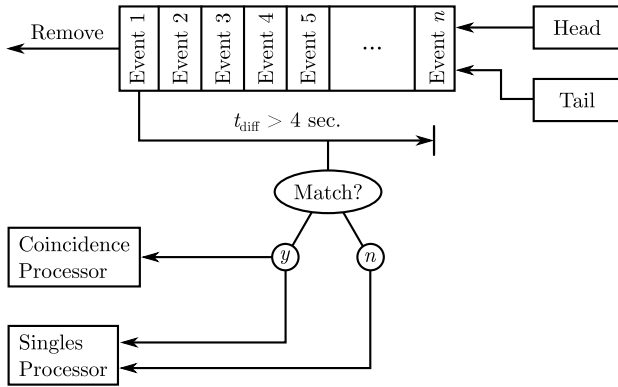 Remove
Event 1
Event 2
Event 3
Event 4
Event 5
...
Event n
Head
Tail
t_diff > 4 sec.
Match?
y
n
Coincidence
Processor
Singles
Processor